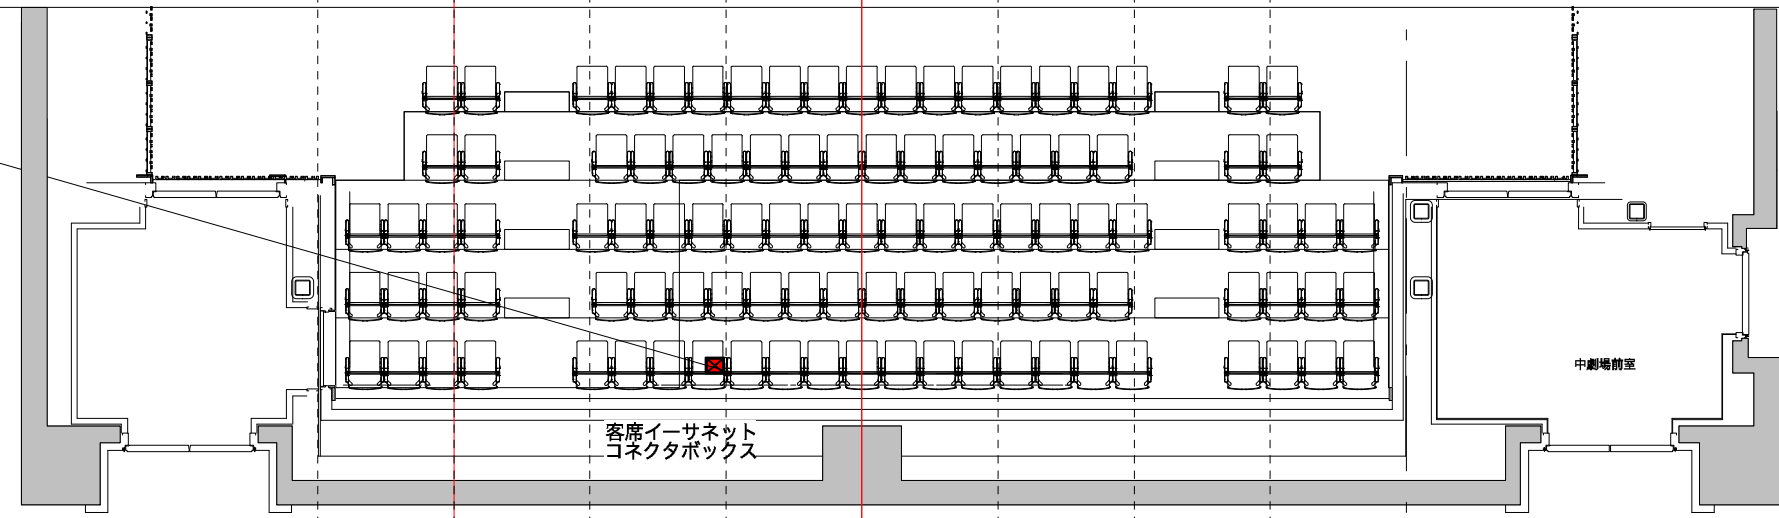 中劇場前室
客席イーサネット
コネクタボックス